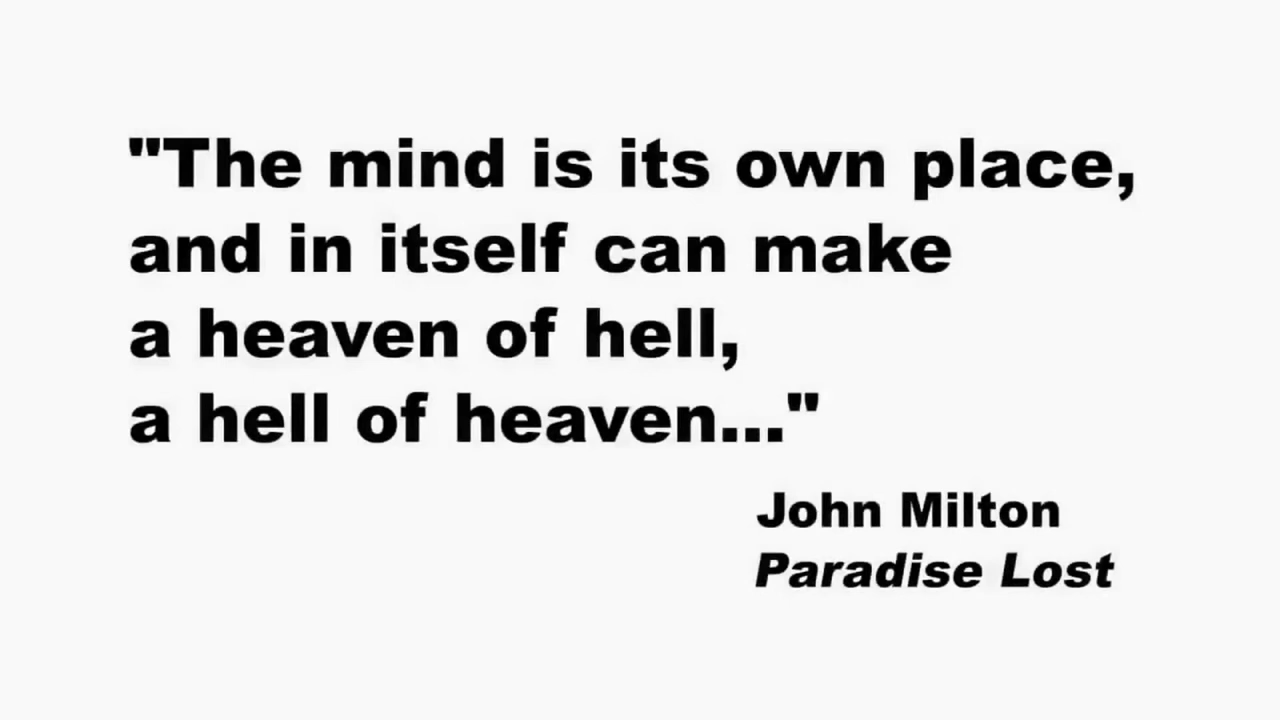 "The mind is its own place,
and in itself can make
a heaven of hell,
a hell of heaven..."
John Milton
Paradise Lost